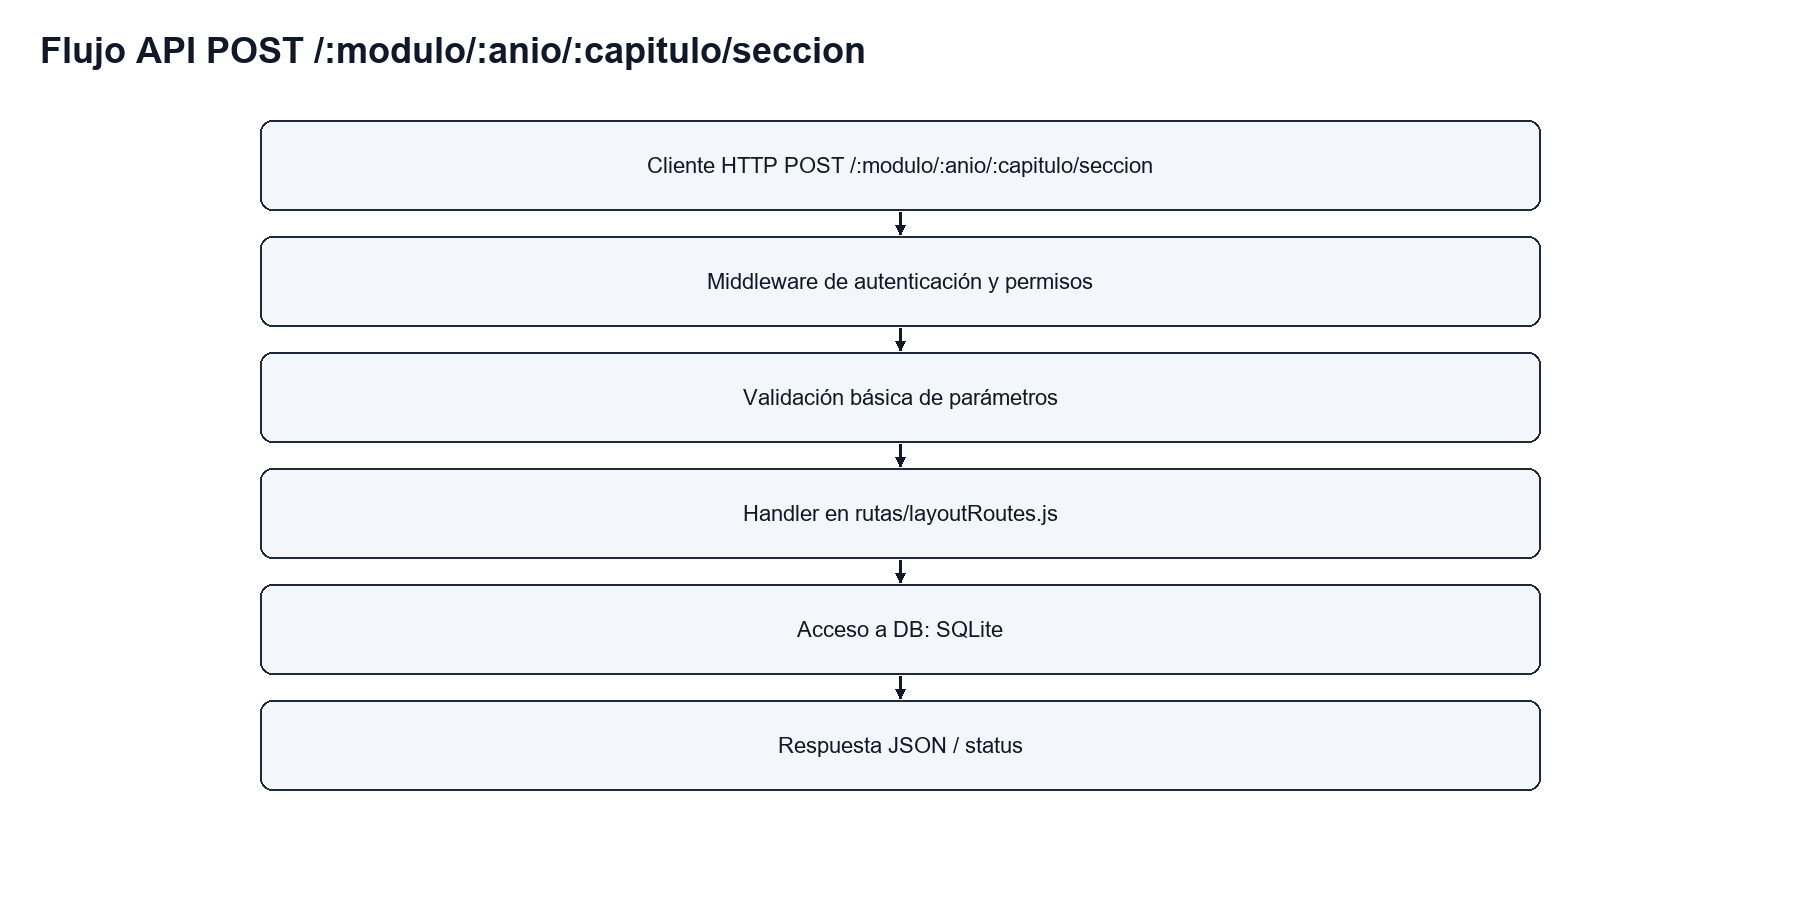 Flujo API POST /:modulo/:anio/:capitulo/seccion
Cliente HTTP POST /:modulo/:anio/:capitulo/seccion
Middleware de autenticación y permisos
Validación básica de parámetros
Handler en rutas/layoutRoutes.js
Acceso a DB: SQLite
Respuesta JSON / status